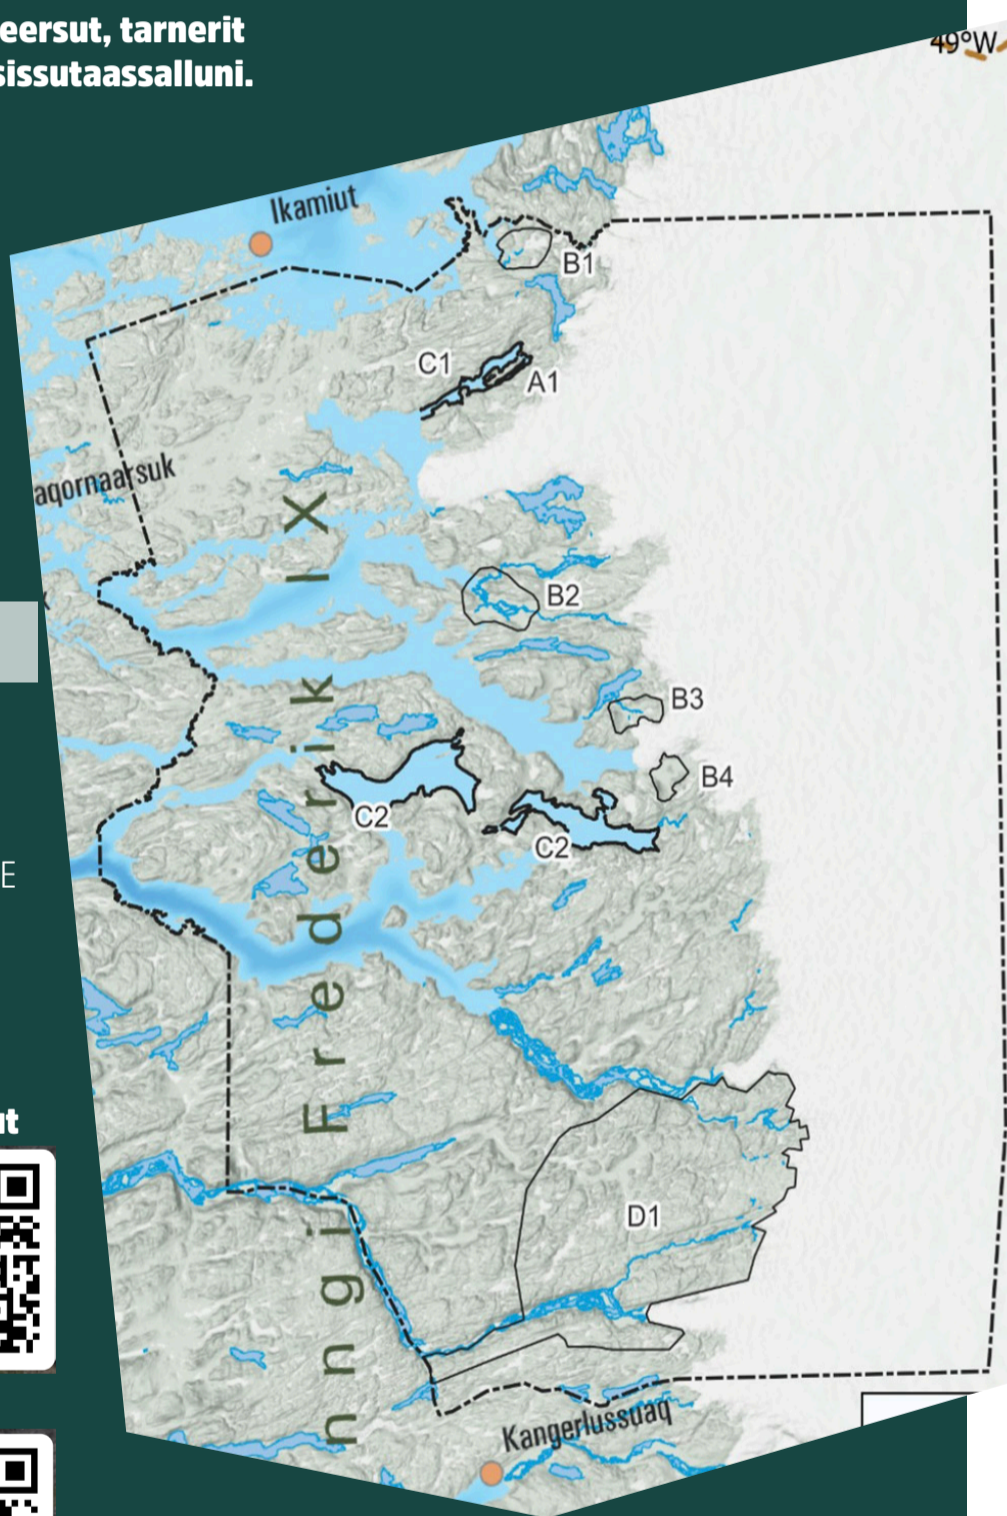 eersut, tarnerit
sissutaassalluni.
49°W
Ikamiut
B1
C1
A1
aqornaarsuk
B2
B3
B4
C2
C2
E
nngi Frederik IX
ut
D1
Kangerlussuaq